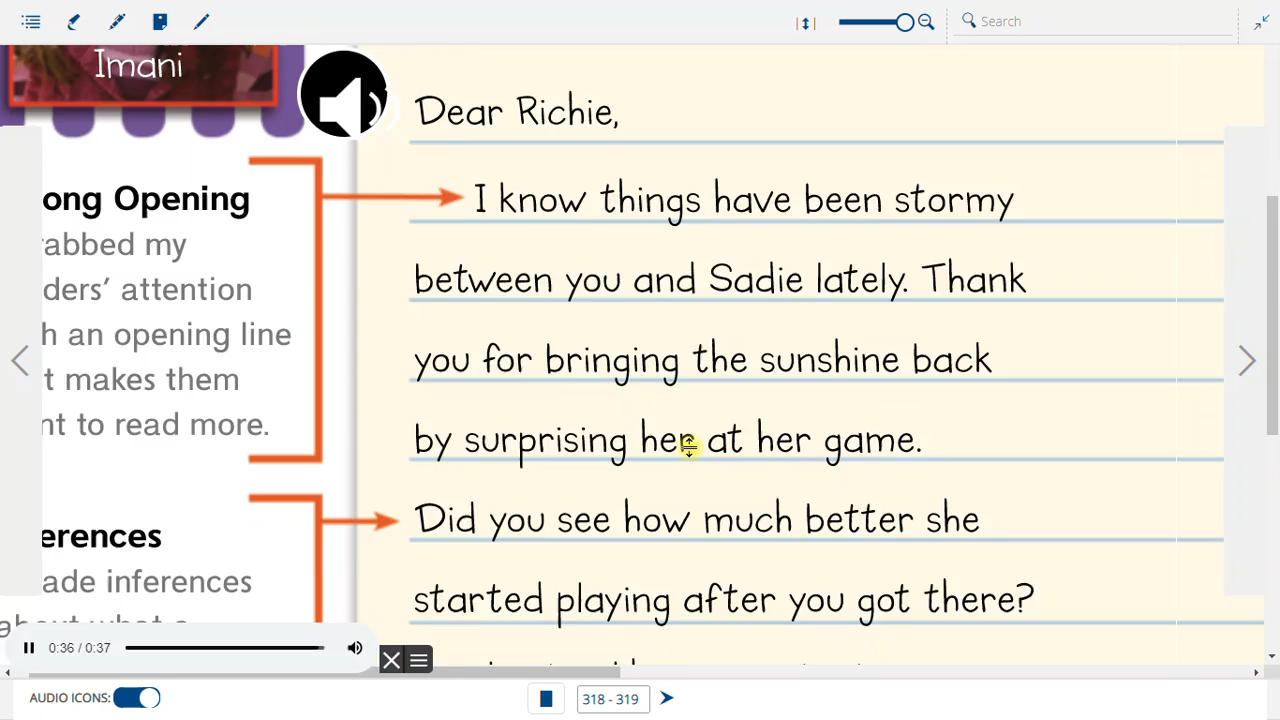 Search
Imani
Dear Richie,
ong Opening
rabbed my
ders' attention
h an opening line
t makes them
nt to read more.
I know things have been stormy
between you and Sadie lately. Thank
you for bringing the sunshine back
by surprising her at her game.
erences
ade inferences
about what a
Did you see how much better she
started playing after you got there?
0:36 / 0:37
AUDIO ICONS:
318 - 319